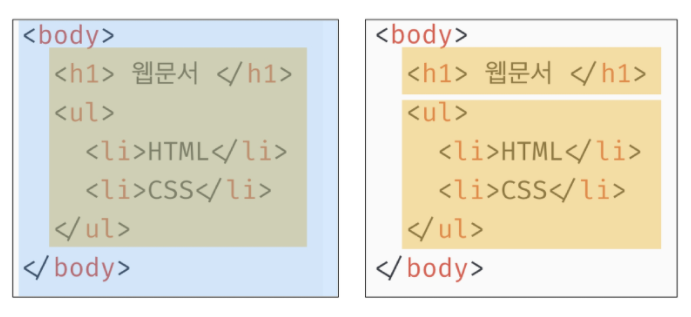 <body>
<h1> 웹문서 </h1>
<ul>
<li>HTML</li>
<li>CSS</li>
</ul>
</body>
<body>
<h1> 웹문서 </h1>
<ul>
<li>HTML</li>
<li>CSS</li>
</ul>
</body>